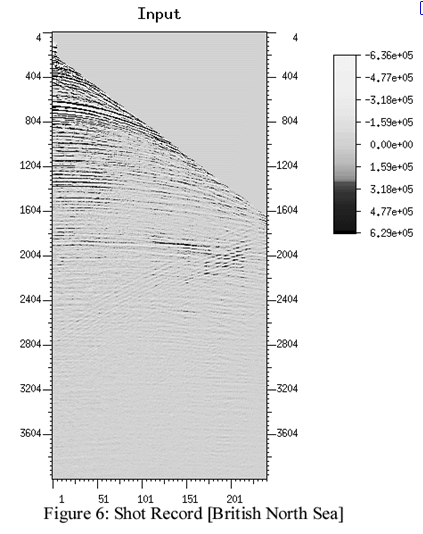 Input
4
404
804
1204
1604
2004
2404
2804
3204
3604
4
404
804
1204
1604
2004
2404
2804
3204
3604
-6.36e+05
-4.77e+05
-3.18e+05
-1.59e+05
0.00e+00
1.59e+05
3.18e+05
4.77e+05
6.29e+05
1 51 101 151 201
Figure 6: Shot Record [British North Sea]